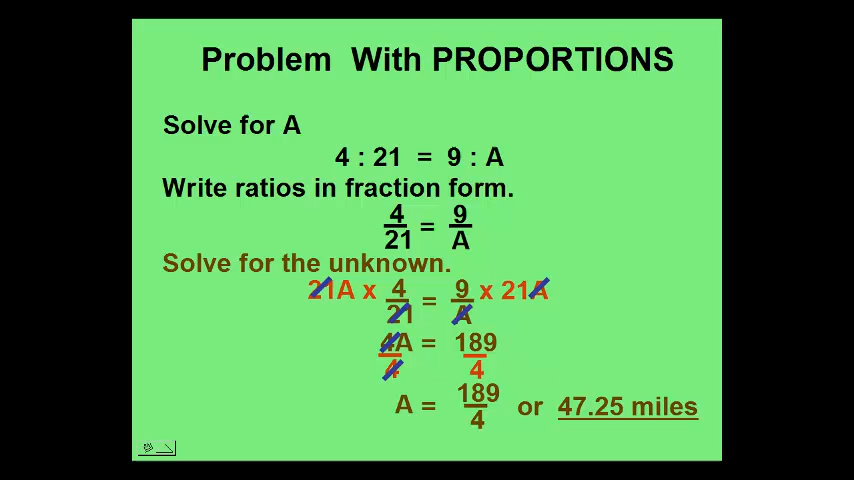 Problem With PROPORTIONS
Solve for A
4 : 21 = 9 : A
Write ratios in fraction form.
4/21 = 9/A
Solve for the unknown.
21A x 4/21 = 9/A x 21A
4A/4 = 189/4
A = 189/4 or 47.25 miles